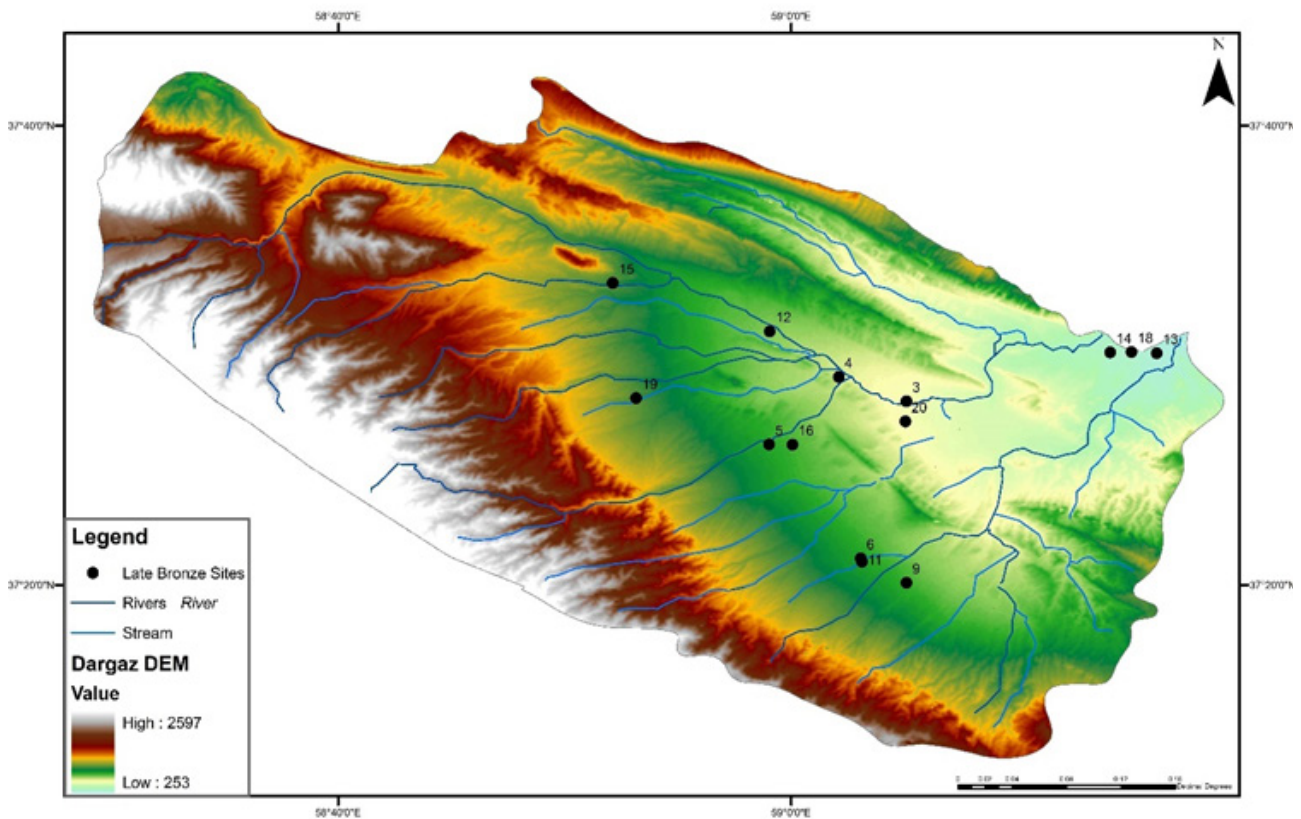 58°40'0"E 59°0'0"E
N
37°40'0"N 37°40'0"N
15
12
14 18 13
4
3
19
20
5 16
6
11
9
37°20'0"N 37°20'0"N
Legend
Late Bronze Sites
Rivers River
Stream
Dargaz DEM
Value
High : 2597
Low : 253
Decimal Degrees
58°40'0"E 59°0'0"E